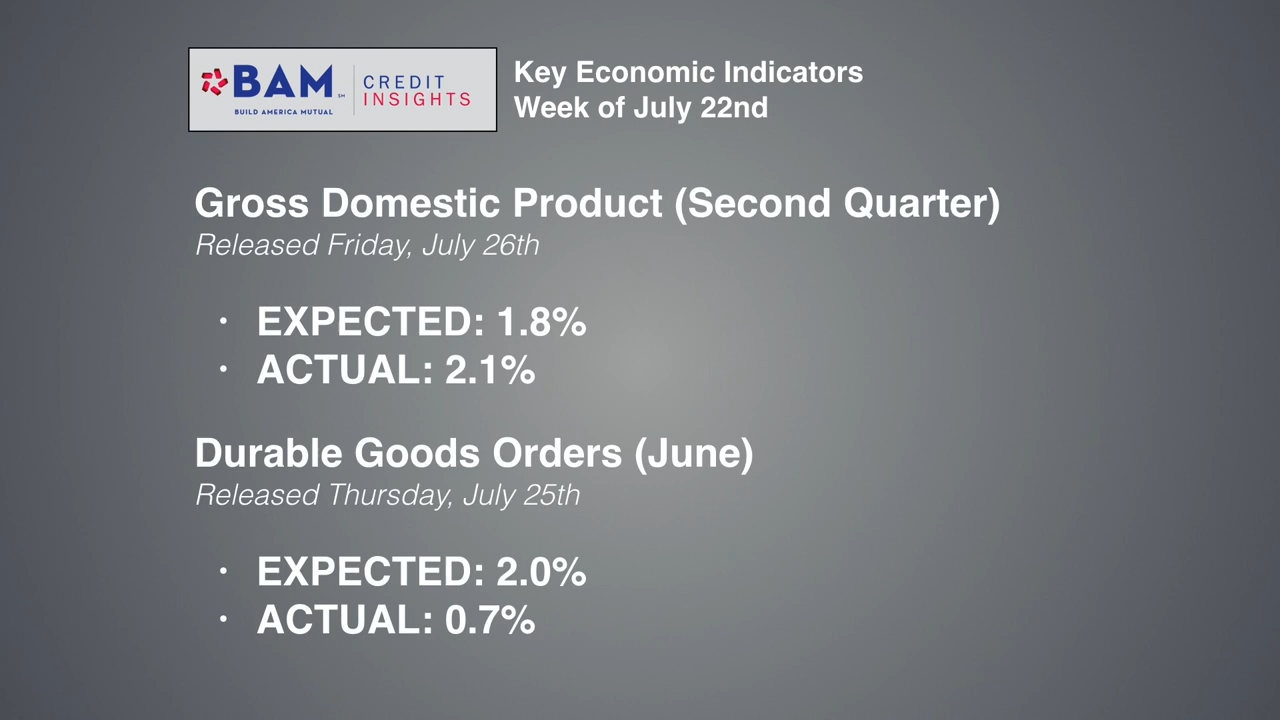 BAM SM
BUILD AMERICA MUTUAL
CREDIT
INSIGHTS
Key Economic Indicators
Week of July 22nd
Gross Domestic Product (Second Quarter)
Released Friday, July 26th
• EXPECTED: 1.8%
• ACTUAL: 2.1%
Durable Goods Orders (June)
Released Thursday, July 25th
• EXPECTED: 2.0%
• ACTUAL: 0.7%